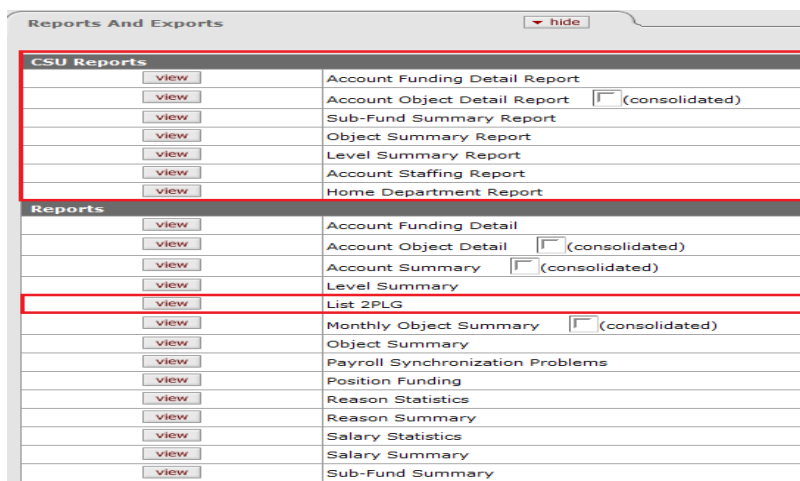 Reports And Exports hide
CSU Reports
view Account Funding Detail Report
view Account Object Detail Report (consolidated)
view Sub-Fund Summary Report
view Object Summary Report
view Level Summary Report
view Account Staffing Report
view Home Department Report
Reports
view Account Funding Detail
view Account Object Detail (consolidated)
view Account Summary (consolidated)
view Level Summary
view List 2PLG
view Monthly Object Summary (consolidated)
view Object Summary
view Payroll Synchronization Problems
view Position Funding
view Reason Statistics
view Reason Summary
view Salary Statistics
view Salary Summary
view Sub-Fund Summary